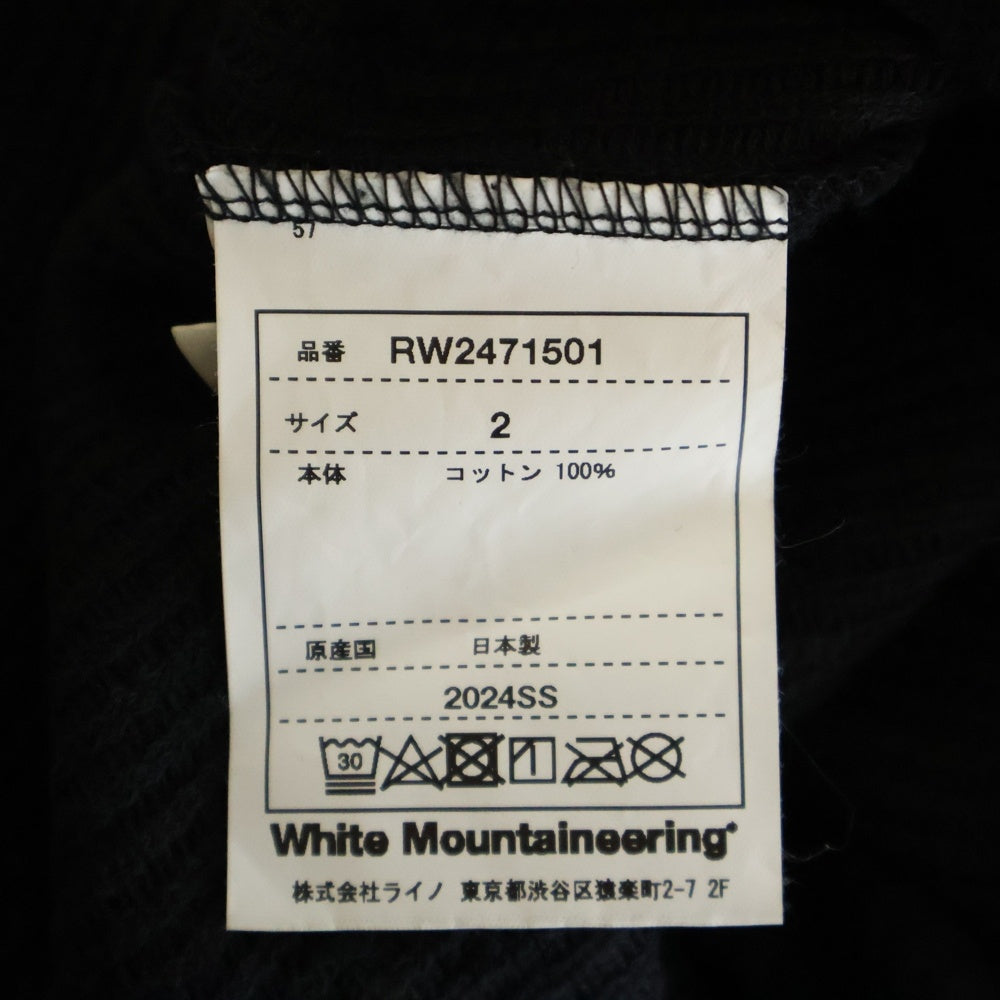 57
品番 RW2471501
サイズ 2
本体 コットン 100%
原産国 日本製
2024SS
30
White Mountaineering
株式会社ライノ 東京都渋谷区猿楽町2-7 2F